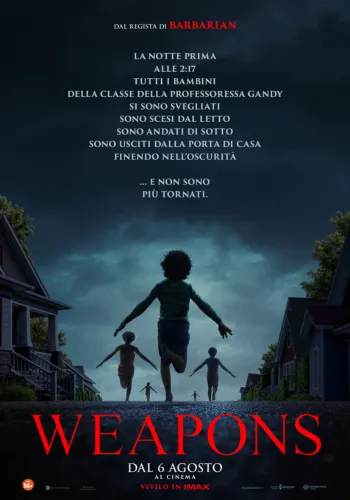 DAL REGISTA DI BARBARIAN
LA NOTTE PRIMA
ALLE 2:17
TUTTI I BAMBINI
DELLA CLASSE DELLA PROFESSORESSA GANDY
SI SONO SVEGLIATI
SONO SCESI DAL LETTO
SONO ANDATI DI SOTTO
SONO USCITI DALLA PORTA DI CASA
FINENDO NELL'OSCURITÀ
... E NON SONO
PIÙ TORNATI.
WEAPONS
DAL 6 AGOSTO
AL CINEMA
VIVILO IN IMAX
14+